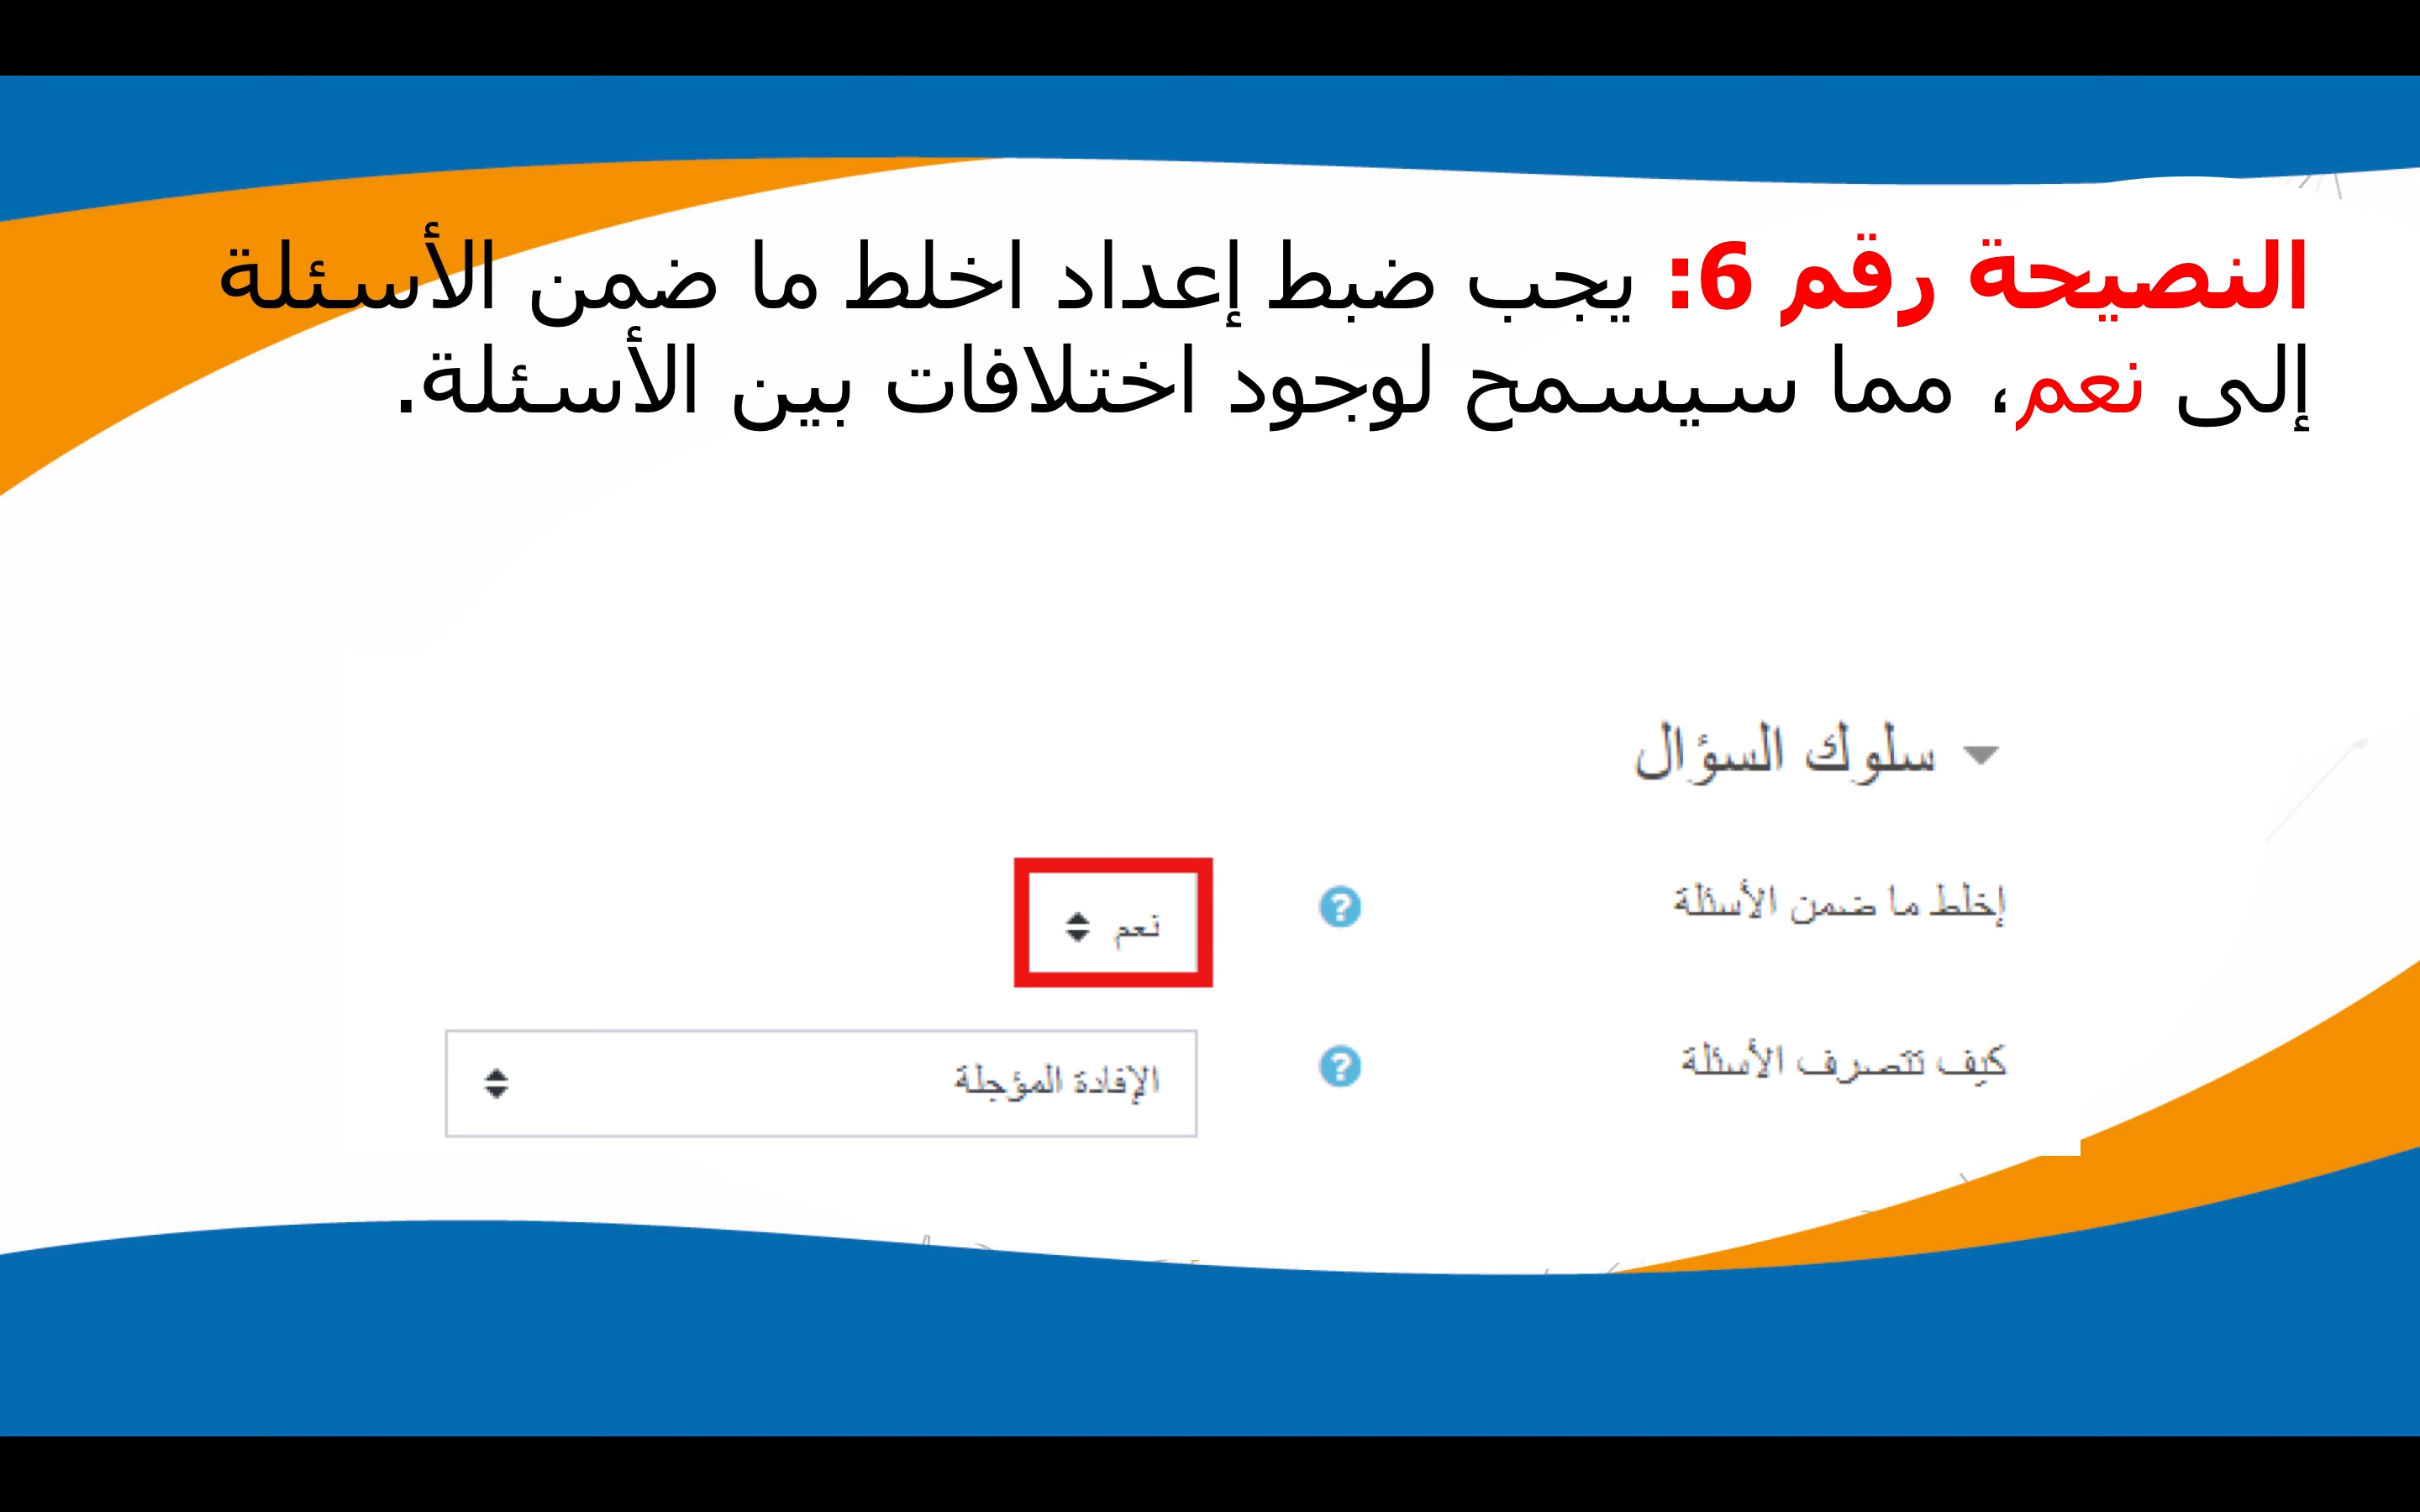 النصيحة رقم 6: يجب ضبط إعداد اخلط ما ضمن الأسئلة
إلى نعم، مما سيسمح لوجود اختلافات بين الأسئلة.
سلوك السؤال
إخلط ما ضمن الأسئلة
نعم
كيف تتصرف الأسئلة
الإفادة المؤجلة